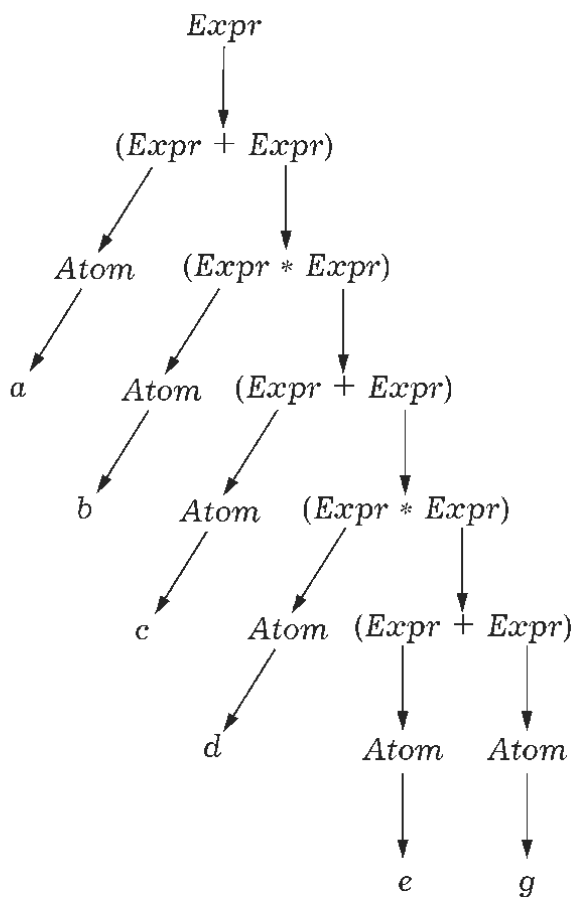 Expr
(Expr + Expr)
Atom (Expr * Expr)
a Atom (Expr + Expr)
b Atom (Expr * Expr)
c Atom (Expr + Expr)
d Atom Atom
e g